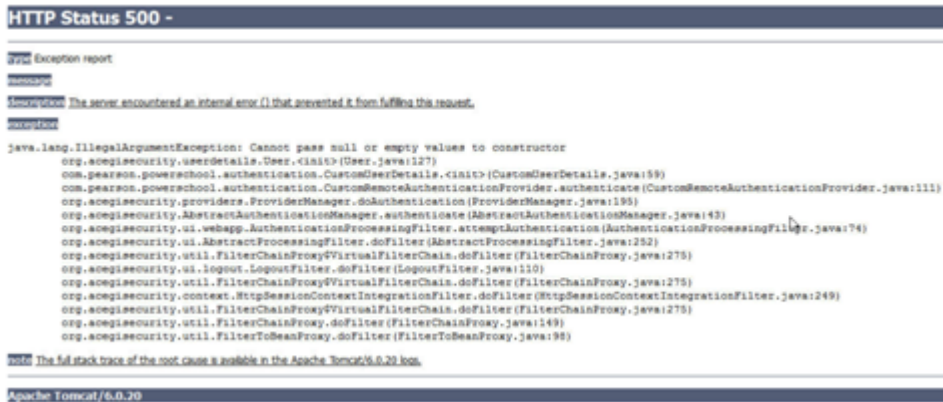 HTTP Status 500 -
type Exception report
message
description The server encountered an internal error () that prevented it from fulfilling this request.
exception
java.lang.IllegalArgumentException: Cannot pass null or empty values to constructor
org.acegisecurity.userdetails.User.<init>(User.java:127)
com.pearson.powerschool.authentication.CustomUserDetails.<init>(CustomUserDetails.java:59)
com.pearson.powerschool.authentication.CustomRemoteAuthenticationProvider.authenticate(CustomRemoteAuthenticationProvider.java:111)
org.acegisecurity.providers.ProviderManager.doAuthentication(ProviderManager.java:195)
org.acegisecurity.AbstractAuthenticationManager.authenticate(AbstractAuthenticationManager.java:43)
org.acegisecurity.ui.webapp.AuthenticationProcessingFilter.attemptAuthentication(AuthenticationProcessingFilter.java:74)
org.acegisecurity.ui.AbstractProcessingFilter.doFilter(AbstractProcessingFilter.java:252)
org.acegisecurity.util.FilterChainProxy$VirtualFilterChain.doFilter(FilterChainProxy.java:275)
org.acegisecurity.ui.logout.LogoutFilter.doFilter(LogoutFilter.java:110)
org.acegisecurity.util.FilterChainProxy$VirtualFilterChain.doFilter(FilterChainProxy.java:275)
org.acegisecurity.context.HttpSessionContextIntegrationFilter.doFilter(HttpSessionContextIntegrationFilter.java:249)
org.acegisecurity.util.FilterChainProxy$VirtualFilterChain.doFilter(FilterChainProxy.java:275)
org.acegisecurity.util.FilterChainProxy.doFilter(FilterChainProxy.java:149)
org.acegisecurity.util.FilterToBeanProxy.doFilter(FilterToBeanProxy.java:98)
note The full stack trace of the root cause is available in the Apache Tomcat/6.0.20 logs.
Apache Tomcat/6.0.20